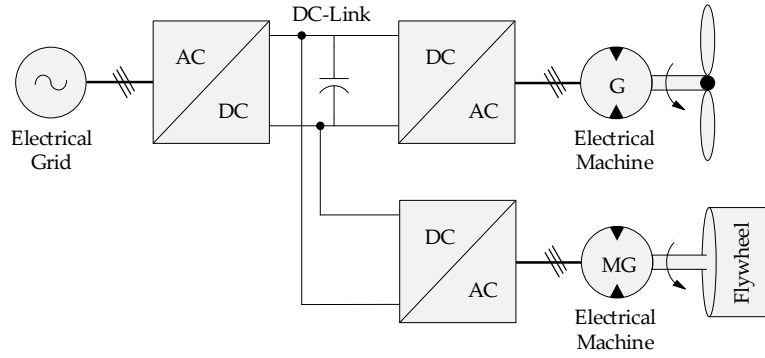 DC-Link
AC
DC
DC
AC
G
Electrical
Grid
Electrical
Machine
DC
AC
MG
Flywheel
Electrical
Machine